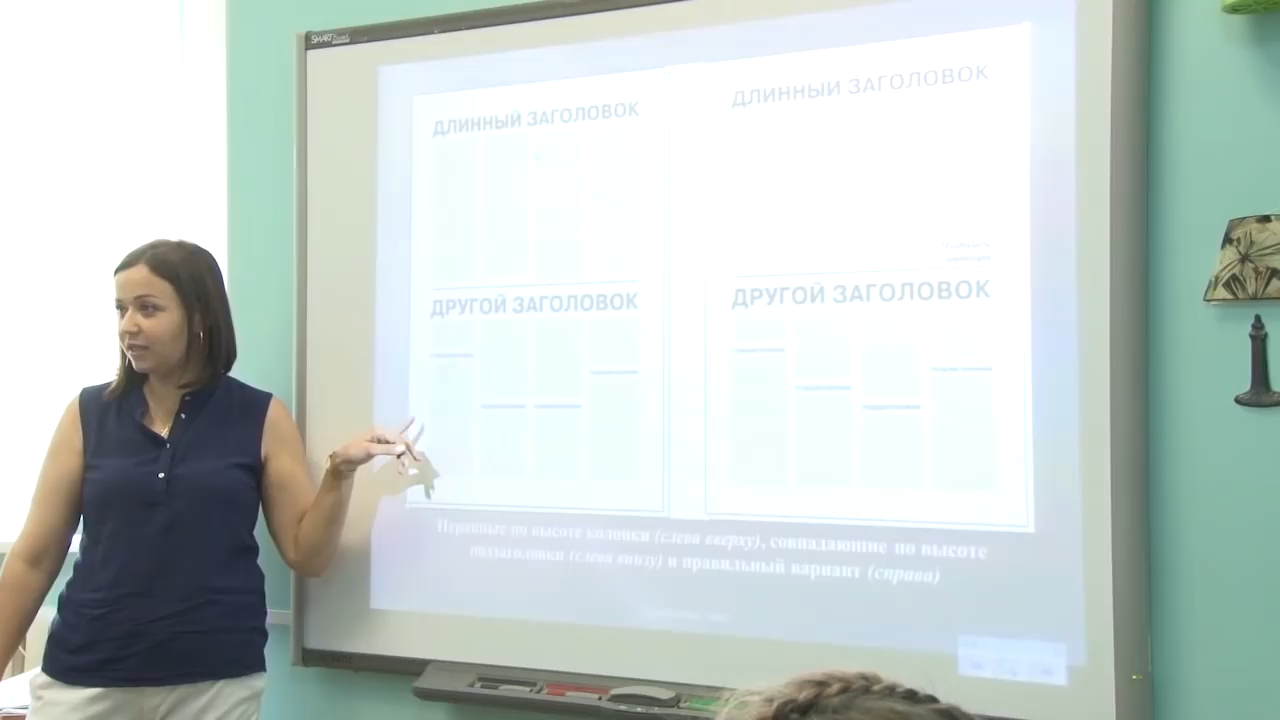 SMART
ДЛИННЫЙ ЗАГОЛОВОК
ДЛИННЫЙ ЗАГОЛОВОК
ДРУГОЙ ЗАГОЛОВОК
ДРУГОЙ ЗАГОЛОВОК
Неравные по высоте колонки (слева вверху), совпадающие по высоте
подзаголовки (слева внизу) и правильный вариант (справа)